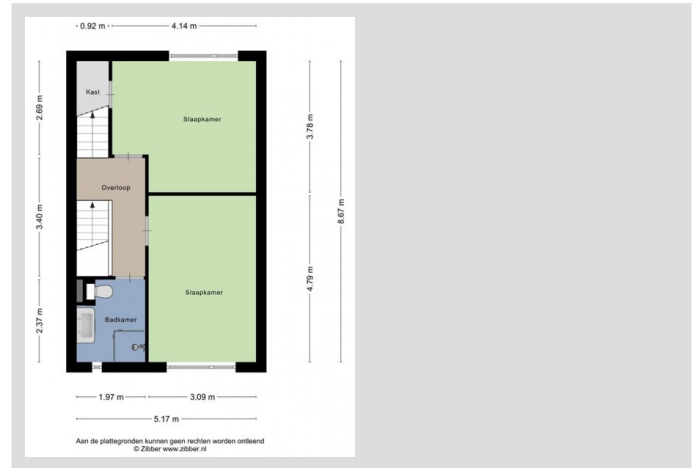 0.92 m 4.14 m
Kast
2.69 m
Slaapkamer
3.78 m
Overloop
3.40 m
8.67 m
Slaapkamer
4.79 m
Badkamer
2.37 m
1.97 m 3.09 m
5.17 m
Aan de plattegronden kunnen geen rechten worden ontleend
© Zibber www.zibber.nl